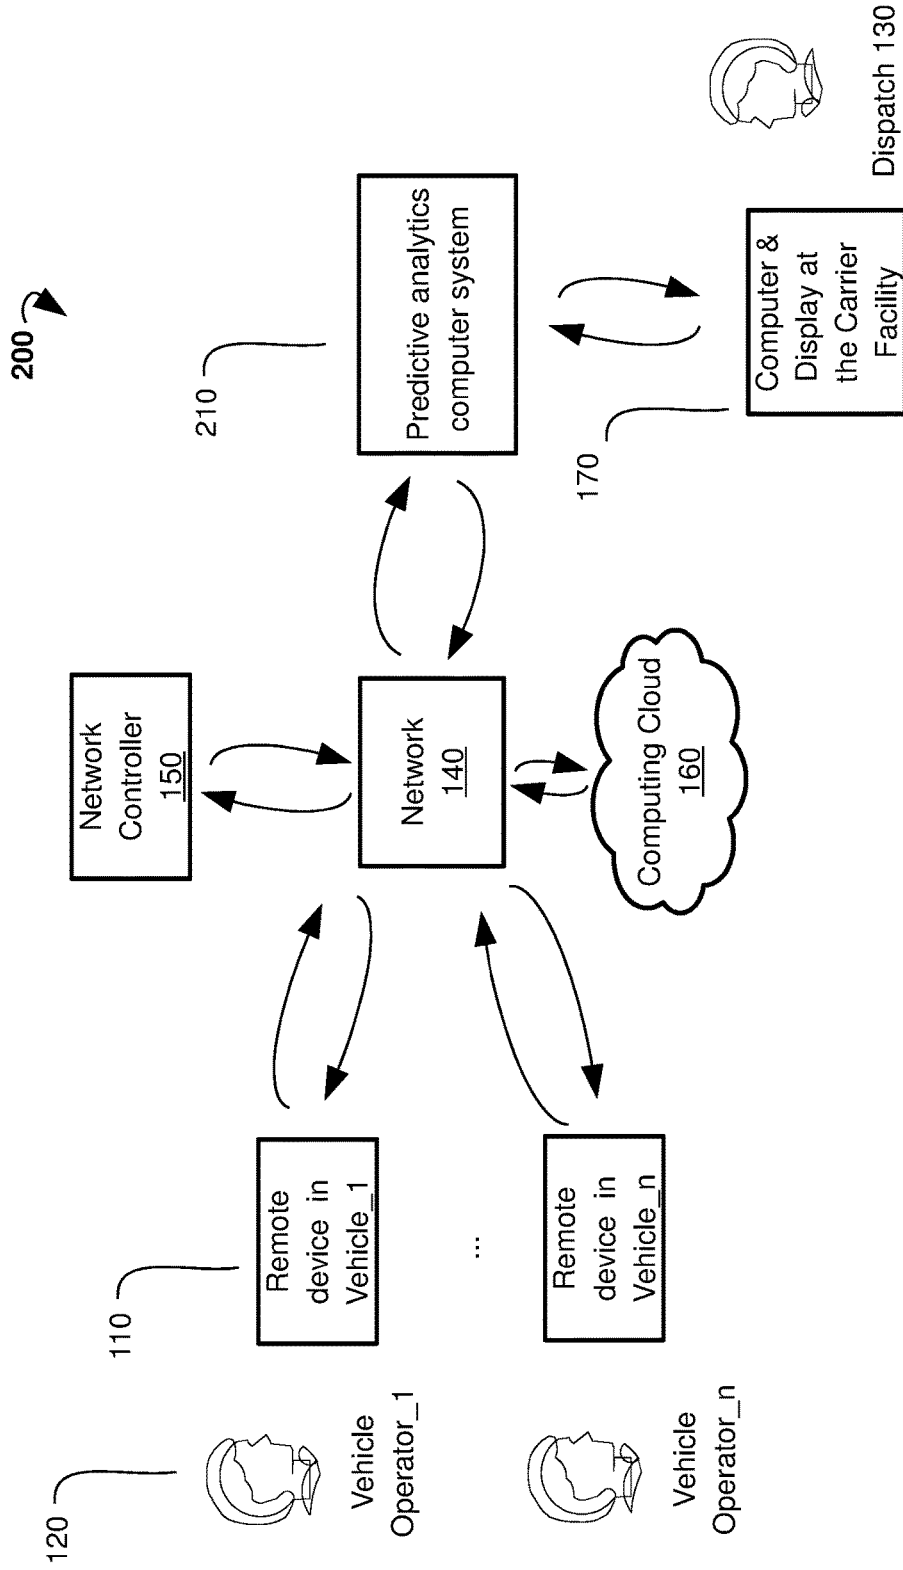 200
Network
Controller
150
210
Predictive analytics
computer system
120
110
Remote
device in
Vehicle_1
Vehicle
Operator_1
Network
140
...
Remote
device in
Vehicle_n
Vehicle
Operator_n
Computing Cloud
160
170
Computer &
Display at
the Carrier
Facility
Dispatch 130